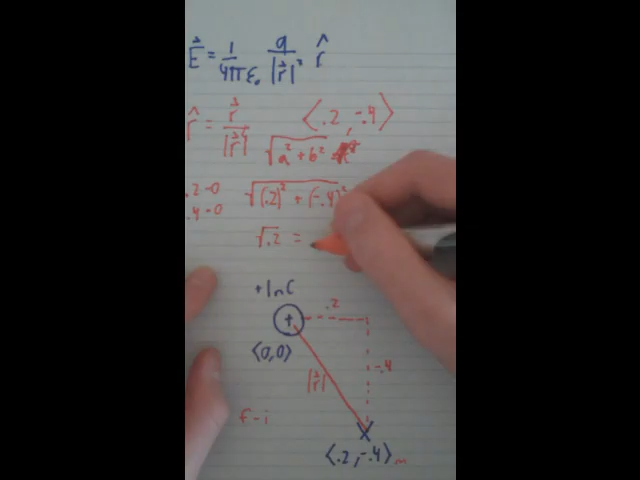 E⃗ = 1/4πε₀ q/|r⃗|² r̂
r̂ = r⃗/|r⃗| ⟨.2, -.4⟩
√a² + b²
.2-0 √(.2)² + (-.4)²
.4-0
√.2 =
+1nC
.2
+
⟨0,0⟩
|r⃗| -.4
f-i
⟨.2, -.4⟩m